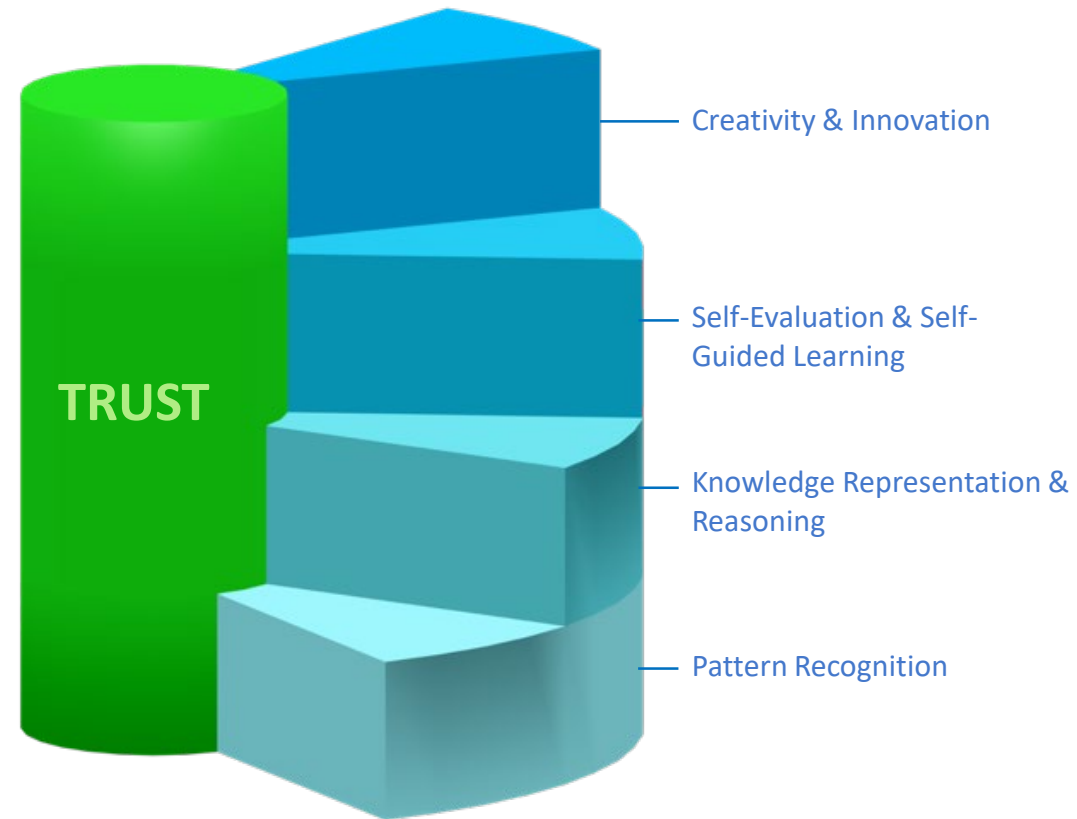 Creativity & Innovation
Self-Evaluation & Self-
Guided Learning
TRUST
Knowledge Representation &
Reasoning
Pattern Recognition